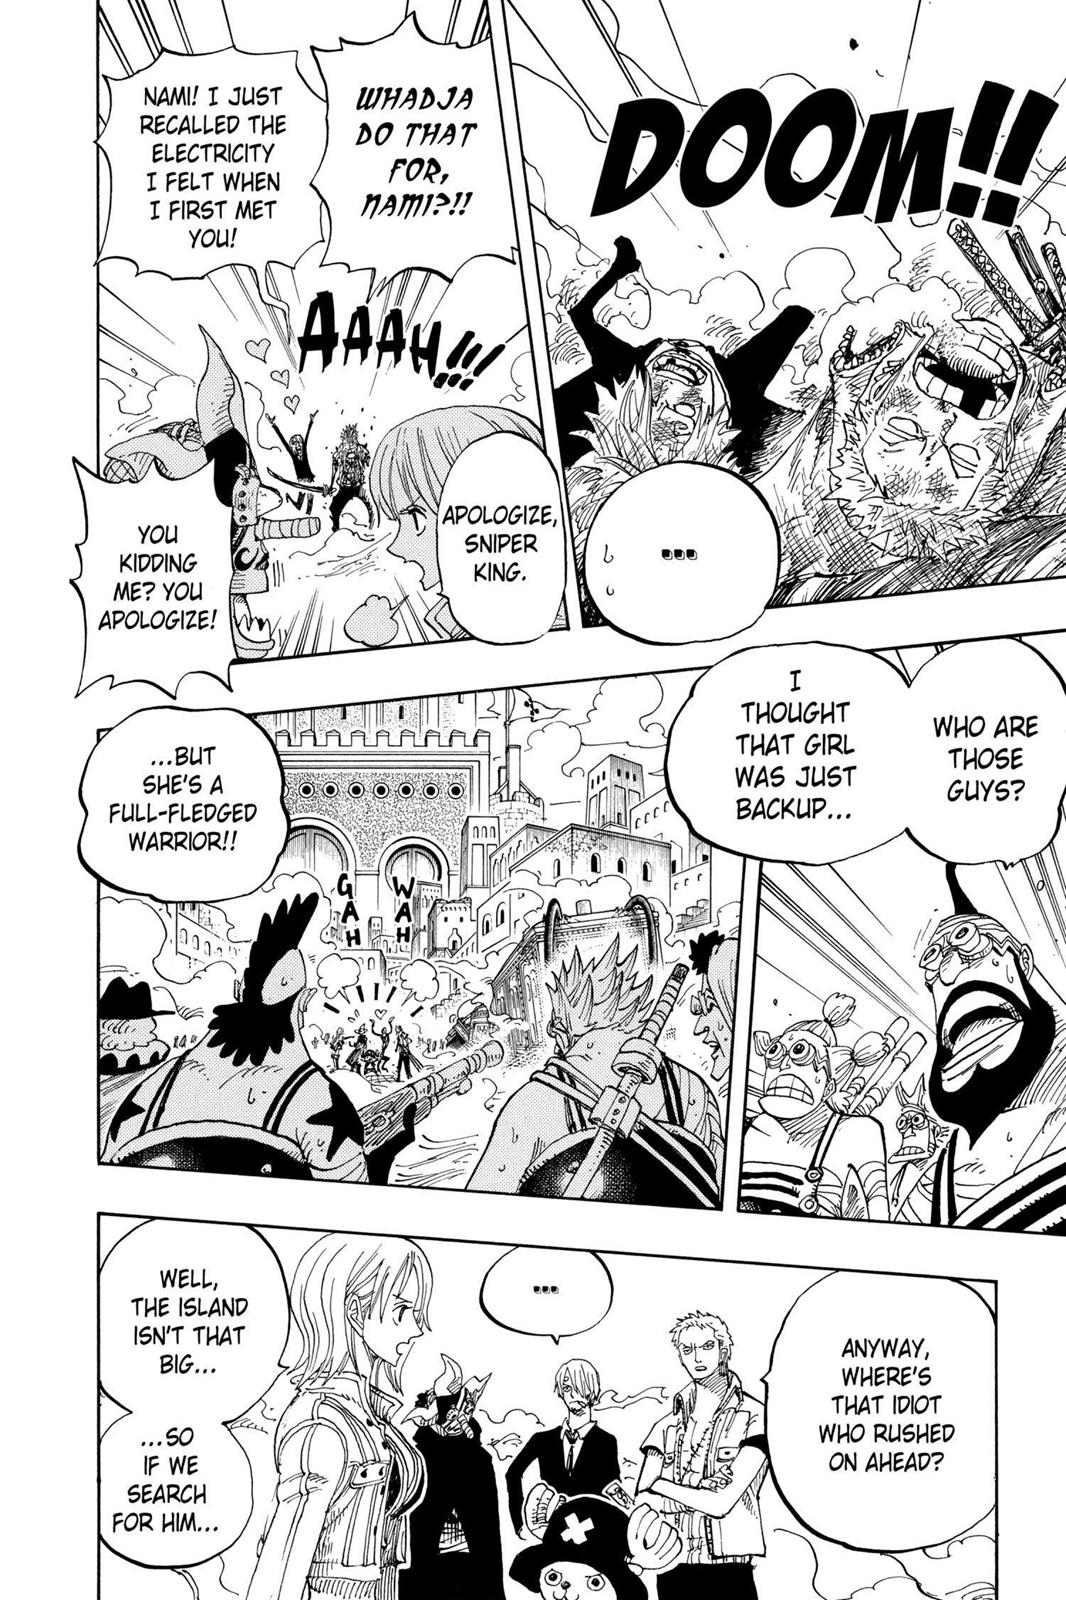 DOOM!!
WHADJA
DO THAT
FOR,
NAMI?!!
NAMI! I JUST
RECALLED THE
ELECTRICITY
I FELT WHEN
I FIRST MET
YOU!
AAAAH!!!
NI
...
APOLOGIZE,
SNIPER
KING.
YOU
KIDDING
ME? YOU
APOLOGIZE!
WHO ARE
THOSE
GUYS?
I
THOUGHT
THAT GIRL
WAS JUST
BACKUP...
...BUT
SHE'S A
FULL-FLEDGED
WARRIOR!!
WAH
GAH
ANYWAY,
WHERE'S
THAT IDIOT
WHO RUSHED
ON AHEAD?
...
WELL,
THE ISLAND
ISN'T THAT
BIG...
...SO
IF WE
SEARCH
FOR HIM...